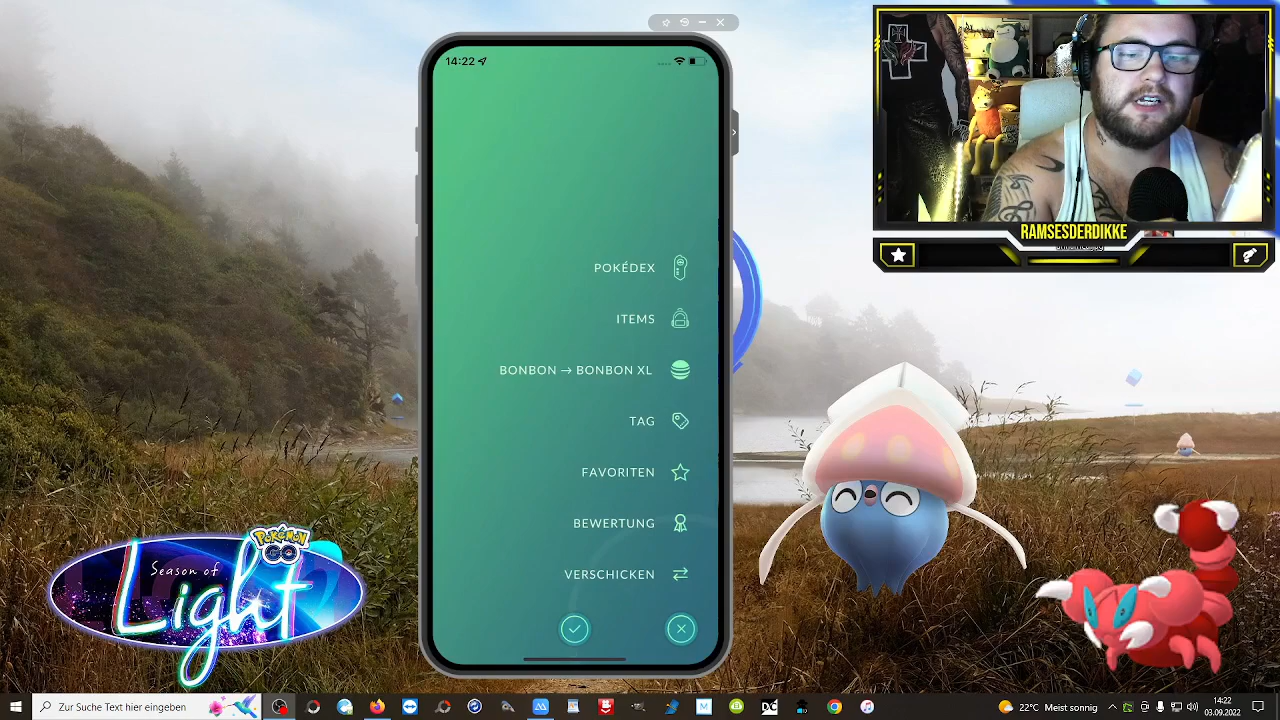 14:22
POKÉDEX
ITEMS
BONBON → BONBON XL
TAG
FAVORITEN
BEWERTUNG
VERSCHICKEN
RAMSESDERDIKKE
POKÉMON GO
Season of
Light
Zur Suche Text hier eingeben
DC
M
22°C Meist sonnig
14:22
03.09.2022